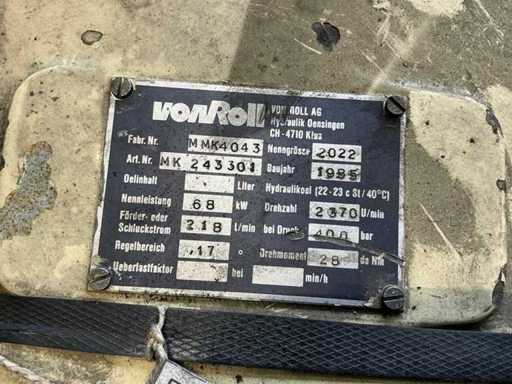 vonRoll
VON ROLL AG
Hydraulik Oensingen
CH-4710 Klus
Fabr. Nr. MMK4043 Nenngrösse 2022
Art. Nr. MK 243301 Baujahr 1985
Oelinhalt Liter Hydraulikoel (22-23 c St/40°C)
Nennleistung 68 kW Drehzahl 2370 U/min
Förder- oder
Schluckstrom 218 l/min bei Druck 400 bar
Regelbereich 17 ° Drehmoment 28 da Nm
Ueberlastfaktor bei min/h